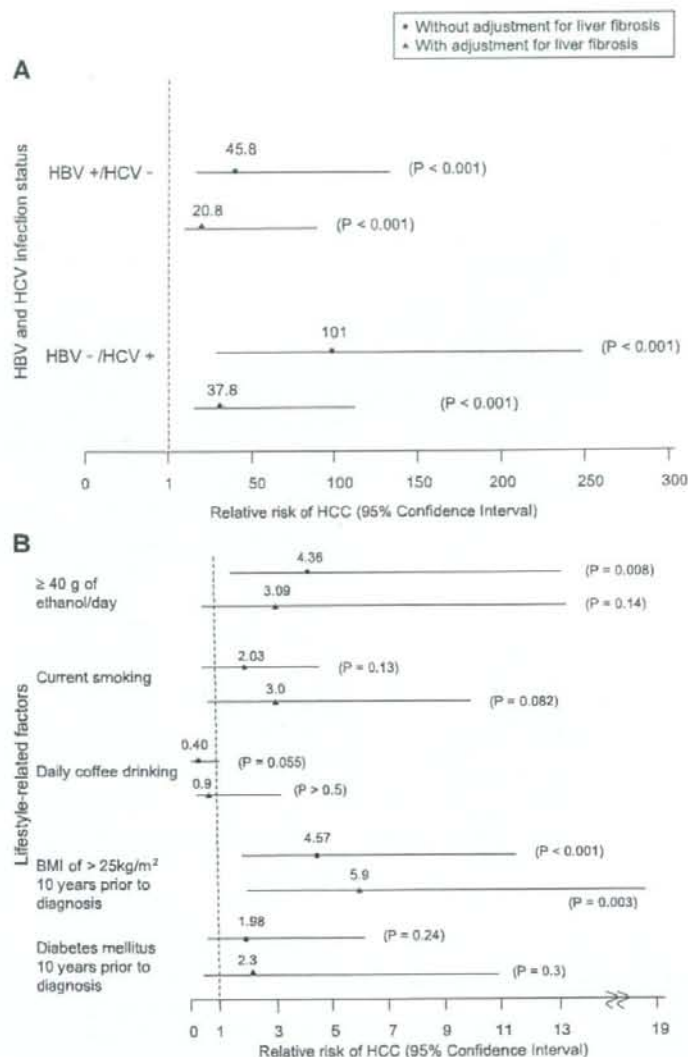 • Without adjustment for liver fibrosis
▲ With adjustment for liver fibrosis
A
HBV and HCV infection status
HBV +/HCV -
45.8
(P < 0.001)
20.8
(P < 0.001)
HBV - /HCV +
101
(P < 0.001)
37.8
(P < 0.001)
0 1 50 100 150 200 250 300
Relative risk of HCC (95% Confidence Interval)
B
Lifestyle-related factors
≥ 40 g of
ethanol/day
4.36
(P = 0.008)
3.09
(P = 0.14)
Current smoking
2.03
(P = 0.13)
3.0
(P = 0.082)
Daily coffee drinking
0.40
(P = 0.055)
0.9
(P > 0.5)
BMI of > 25kg/m²
10 years prior to
diagnosis
4.57
(P < 0.001)
5.9
(P = 0.003)
Diabetes mellitus
10 years prior to
diagnosis
1.98
(P = 0.24)
2.3
(P = 0.3)
0 1 3 5 7 9 11 13 19
Relative risk of HCC (95% Confidence Interval)